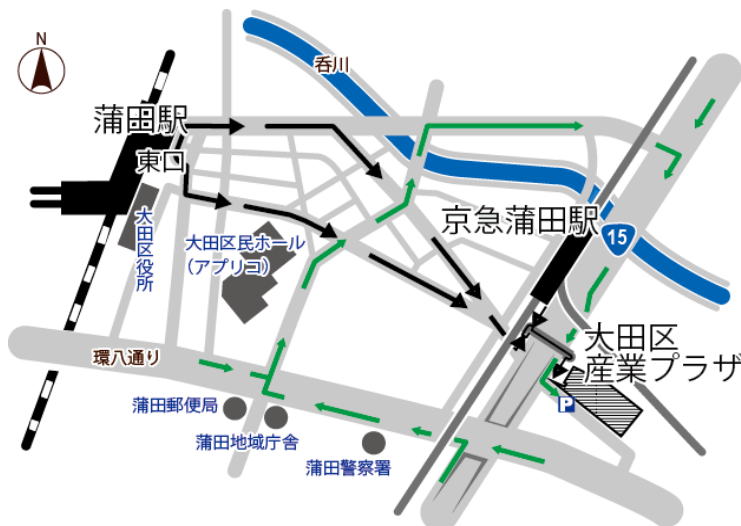 N
呑川
蒲田駅
東口
大田区役所
大田区民ホール
（アプリコ）
京急蒲田駅
15
大田区
産業プラザ
環八通り
P
蒲田郵便局
蒲田地域庁舎
蒲田警察署